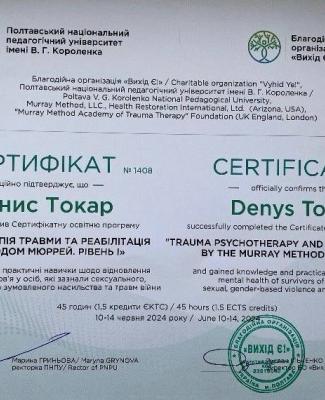 Полтавський національний
педагогічний університет
імені В. Г. Короленка
Благодійна
організація
«Вихід Є!»
Благодійна організація «Вихід Є!» / Charitable organization "Vyhid Ye!",
Полтавський національний педагогічний університет імені В. Г. Короленка /
Poltava V. G. Korolenko National Pedagogical University,
Murray Method, LLC., Health Restoration International, Ltd. (Arizona, USA),
"Murray Method Academy of Trauma Therapy" Foundation (UK England, London)
РТИФІКАТ № 1408
ційно підтверджує, що —
нис Токар
ив Сертифікатну освітню програму
ПІЯ ТРАВМИ ТА РЕАБІЛІТАЦІЯ
ДОМ МЮРРЕЙ. РІВЕНЬ І»
практичні навички щодо відновлення
ов'я у осіб, які зазнали сексуального,
о зумовленого насильства та травм війни
CERTIFICA
officially confirms th
Denys To
successfully completed the Certificate
"TRAUMA PSYCHOTHERAPY AND
BY THE MURRAY METHOD
and gained knowledge and practical
mental health of survivors of
sexual, gender-based violence an
45 годин (1,5 кредити ЄКТС) / 45 hours (1.5 ECTS credits)
10-14 червня 2024 року / June 10-14, 2024
Марина ГРИНЬОВА/ Maryna GRYNOVA
ректорка ПНПУ/ Rector of PNPU
«ВИХІД Є!»